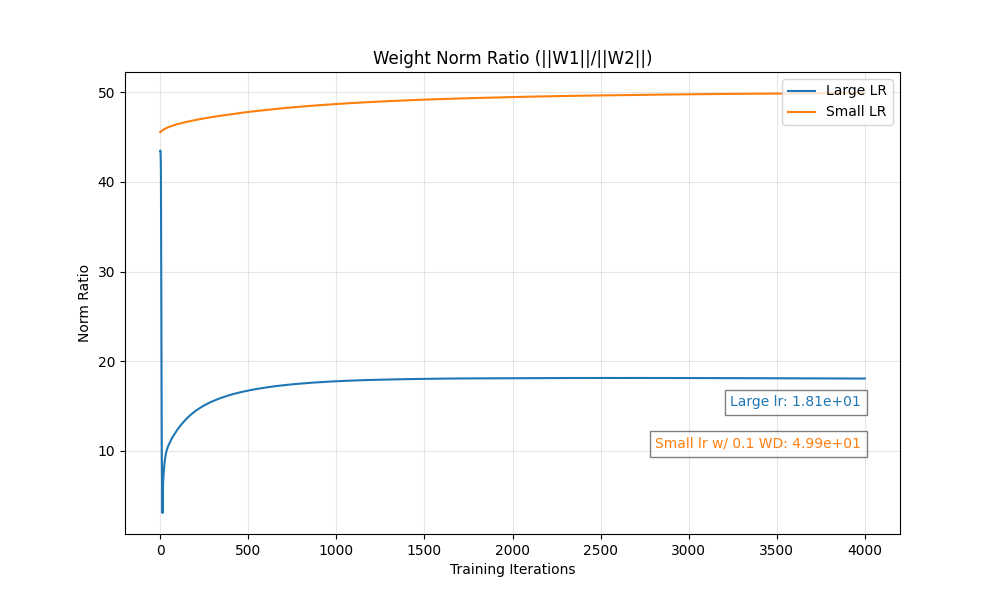 Weight Norm Ratio (||W1||/||W2||)
Large LR
Small LR
50
40
30
20
10
Norm Ratio
Large lr: 1.81e+01
Small lr w/ 0.1 WD: 4.99e+01
0 500 1000 1500 2000 2500 3000 3500 4000
Training Iterations